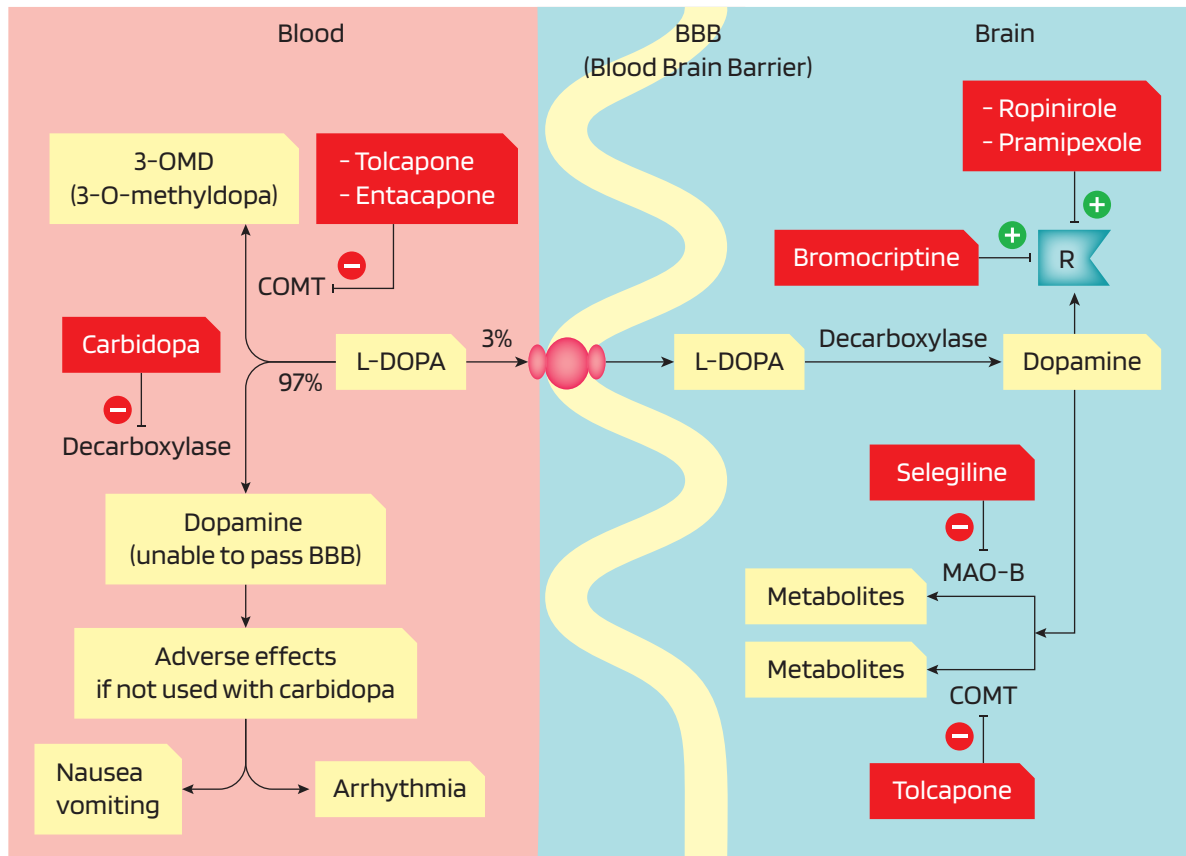 Blood
BBB
(Blood Brain Barrier)
Brain
- Ropinirole
- Pramipexole
3-OMD
(3-O-methyldopa)
- Tolcapone
- Entacapone
+
+
Bromocriptine
R
−
COMT
Carbidopa
97%
L-DOPA
3%
L-DOPA
Decarboxylase
Dopamine
−
Decarboxylase
Selegiline
−
MAO-B
Dopamine
(unable to pass BBB)
Metabolites
Adverse effects
if not used with carbidopa
Metabolites
COMT
−
Tolcapone
Nausea
vomiting
Arrhythmia